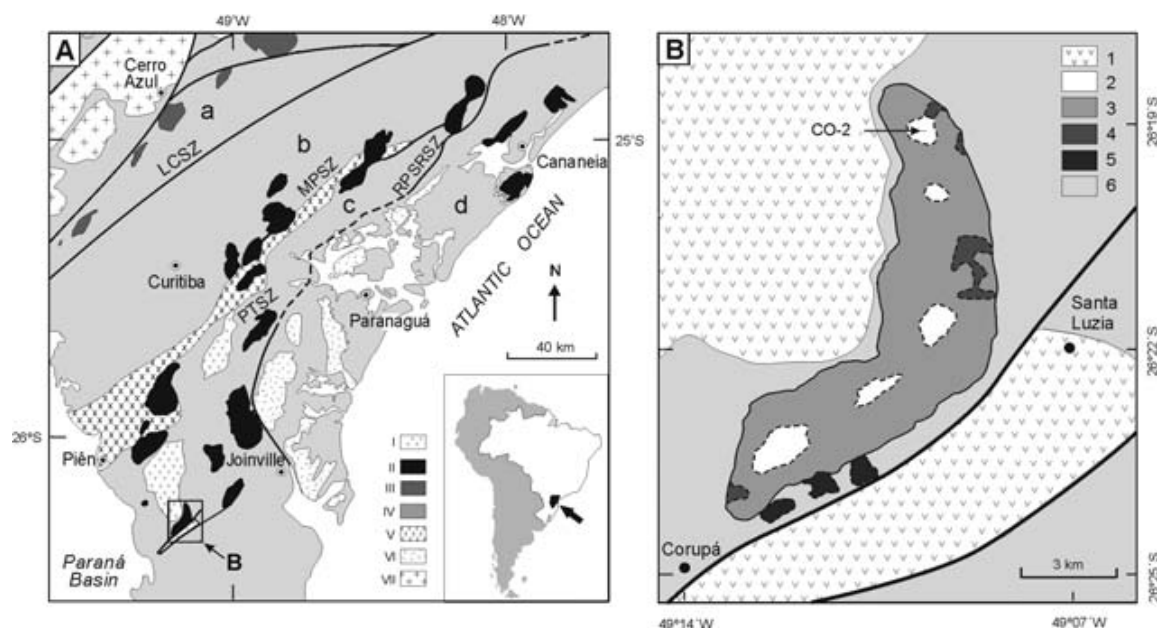 49°W
48°W
A
Cerro
Azul
a
LCSZ
b
MPSZ
RPSRSZ
25°S
Cananeia
c
d
Curitiba
PTSZ
Paranaguá
ATLANTIC OCEAN
N
40 km
26°S
Piên
Joinville
I
II
III
IV
V
VI
VII
B
Paraná
Basin
B
1
2
3
4
5
6
CO-2
26°19'S
Santa
Luzia
26°22'S
Corupá
3 km
26°25'S
49°14'W
49°07'W